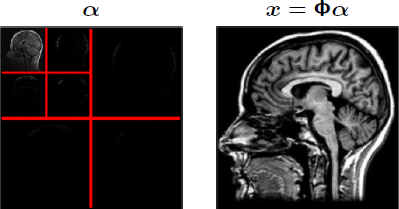 α
x = Φα